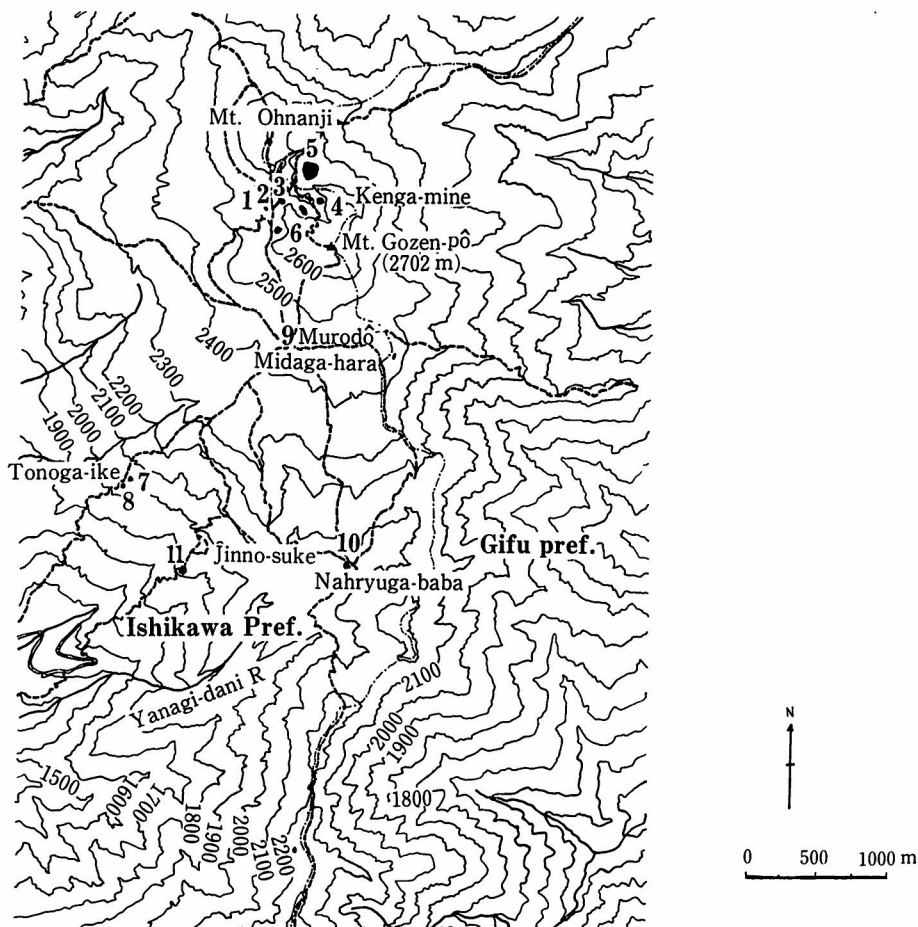 Mt. Ohnanji
5
3
2
1
4
Kenga-mine
6
Mt. Gozen-pô
(2702 m)
2600
2500
9
Murodô
2400
Midaga-hara
2300
2200
2100
2000
1900
Tonoga-ike
7
8
10
Gifu pref.
11
Jinno-suke
Nahryuga-baba
Ishikawa Pref.
Yanagi-dani R
2100
2000
1900
1800
1500
1600
1700
1800
1900
2000
2100
2200
N
0 500 1000 m